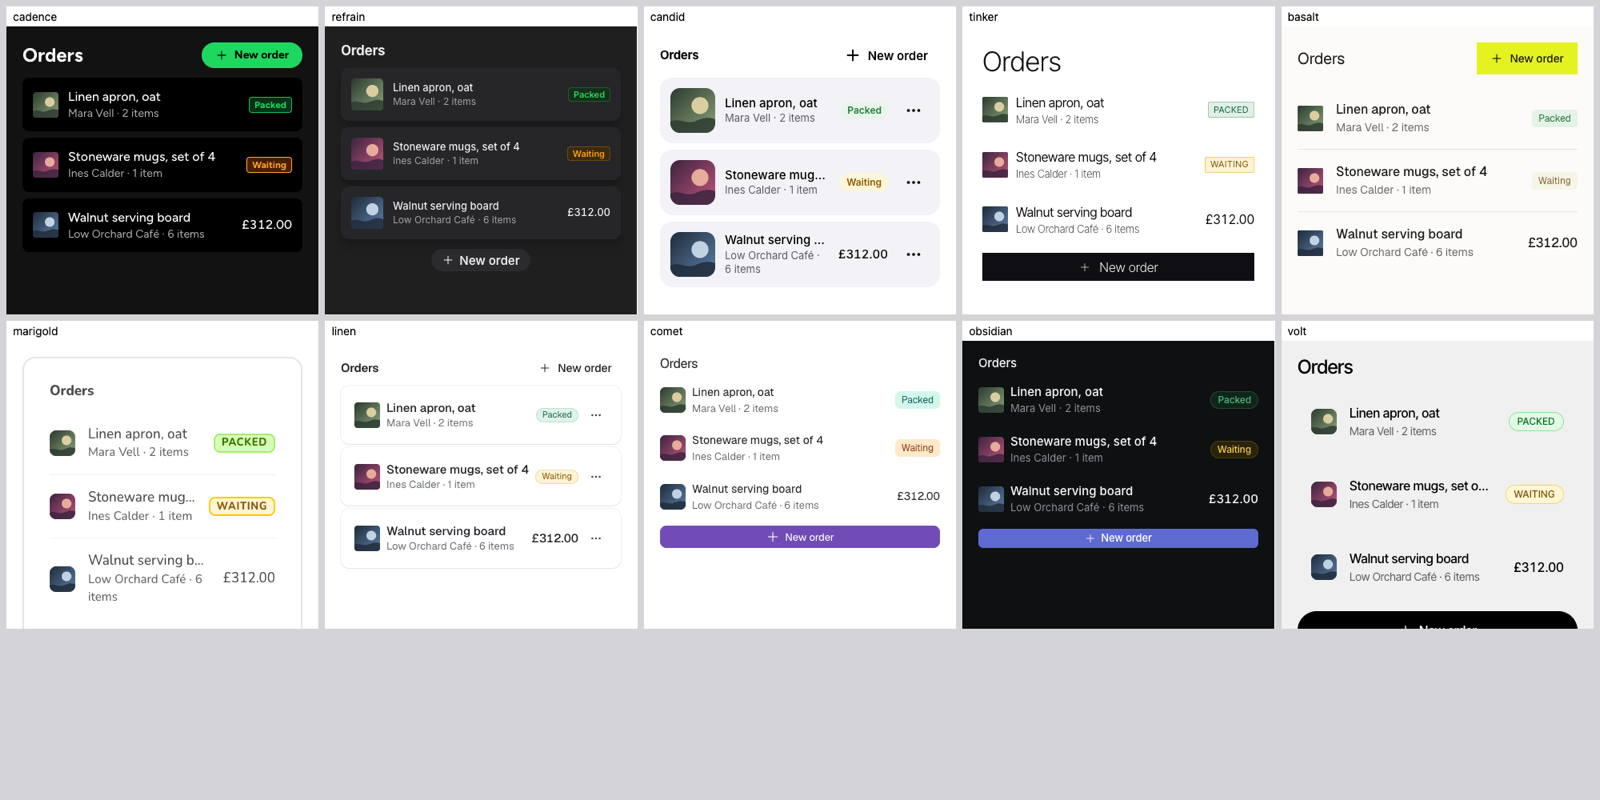 cadence
Orders
New order
Linen apron, oat
Mara Vell · 2 items
Packed
Stoneware mugs, set of 4
Ines Calder · 1 item
Waiting
Walnut serving board
Low Orchard Café · 6 items
£312.00
refrain
Orders
Linen apron, oat
Mara Vell · 2 items
Packed
Stoneware mugs, set of 4
Ines Calder · 1 item
Waiting
Walnut serving board
Low Orchard Café · 6 items
£312.00
New order
candid
Orders
New order
Linen apron, oat
Mara Vell · 2 items
Packed
Stoneware mug...
Ines Calder · 1 item
Waiting
Walnut serving ...
Low Orchard Café ·
6 items
£312.00
tinker
Orders
Linen apron, oat
Mara Vell · 2 items
PACKED
Stoneware mugs, set of 4
Ines Calder · 1 item
WAITING
Walnut serving board
Low Orchard Café · 6 items
£312.00
New order
basalt
Orders
New order
Linen apron, oat
Mara Vell · 2 items
Packed
Stoneware mugs, set of 4
Ines Calder · 1 item
Waiting
Walnut serving board
Low Orchard Café · 6 items
£312.00
marigold
Orders
Linen apron, oat
Mara Vell · 2 items
PACKED
Stoneware mug...
Ines Calder · 1 item
WAITING
Walnut serving b...
Low Orchard Café · 6
items
£312.00
linen
Orders
New order
Linen apron, oat
Mara Vell · 2 items
Packed
Stoneware mugs, set of 4
Ines Calder · 1 item
Waiting
Walnut serving board
Low Orchard Café · 6 items
£312.00
comet
Orders
Linen apron, oat
Mara Vell · 2 items
Packed
Stoneware mugs, set of 4
Ines Calder · 1 item
Waiting
Walnut serving board
Low Orchard Café · 6 items
£312.00
New order
obsidian
Orders
Linen apron, oat
Mara Vell · 2 items
Packed
Stoneware mugs, set of 4
Ines Calder · 1 item
Waiting
Walnut serving board
Low Orchard Café · 6 items
£312.00
New order
volt
Orders
Linen apron, oat
Mara Vell · 2 items
PACKED
Stoneware mugs, set o...
Ines Calder · 1 item
WAITING
Walnut serving board
Low Orchard Café · 6 items
£312.00